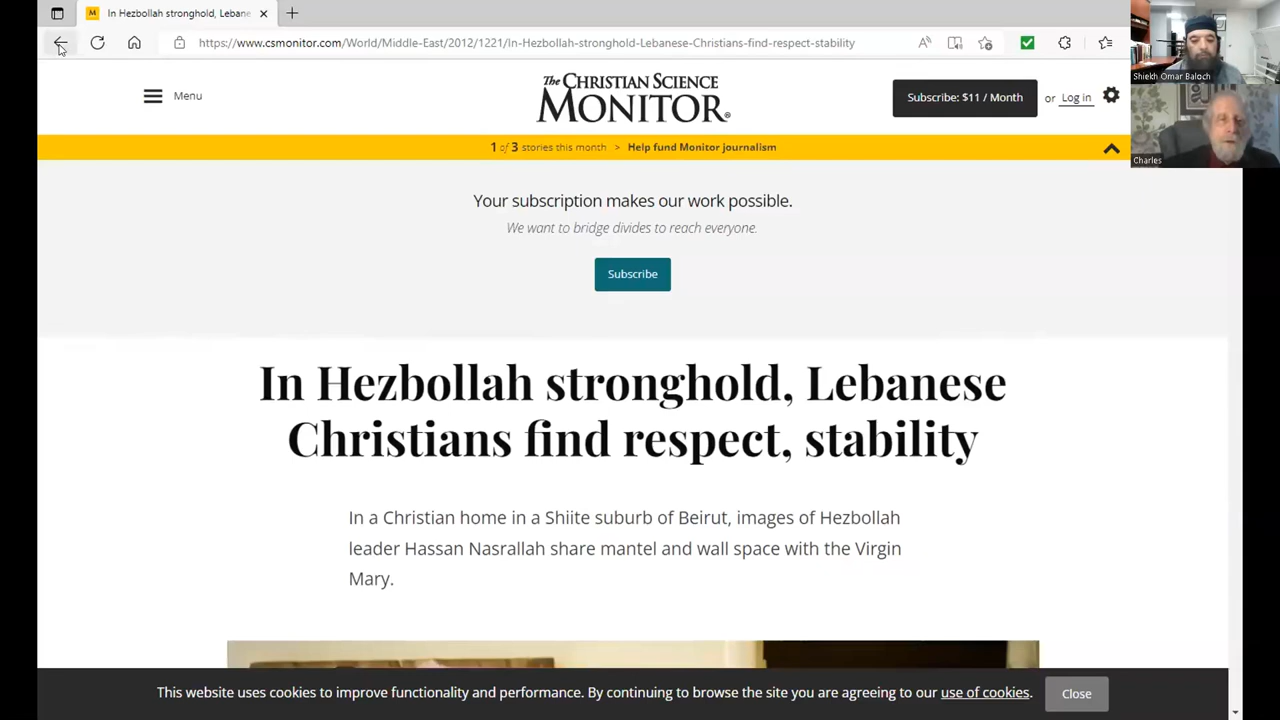 In Hezbollah stronghold, Lebane
https://www.csmonitor.com/World/Middle-East/2012/1221/In-Hezbollah-stronghold-Lebanese-Christians-find-respect-stability
Shiekh Omar Baloch
Menu
The Christian Science
MONITOR
Subscribe: $11 / Month
or Log in
Charles
1 of 3 stories this month > Help fund Monitor journalism
Your subscription makes our work possible.
We want to bridge divides to reach everyone.
Subscribe
In Hezbollah stronghold, Lebanese
Christians find respect, stability
In a Christian home in a Shiite suburb of Beirut, images of Hezbollah
leader Hassan Nasrallah share mantel and wall space with the Virgin
Mary.
This website uses cookies to improve functionality and performance. By continuing to browse the site you are agreeing to our use of cookies.
Close